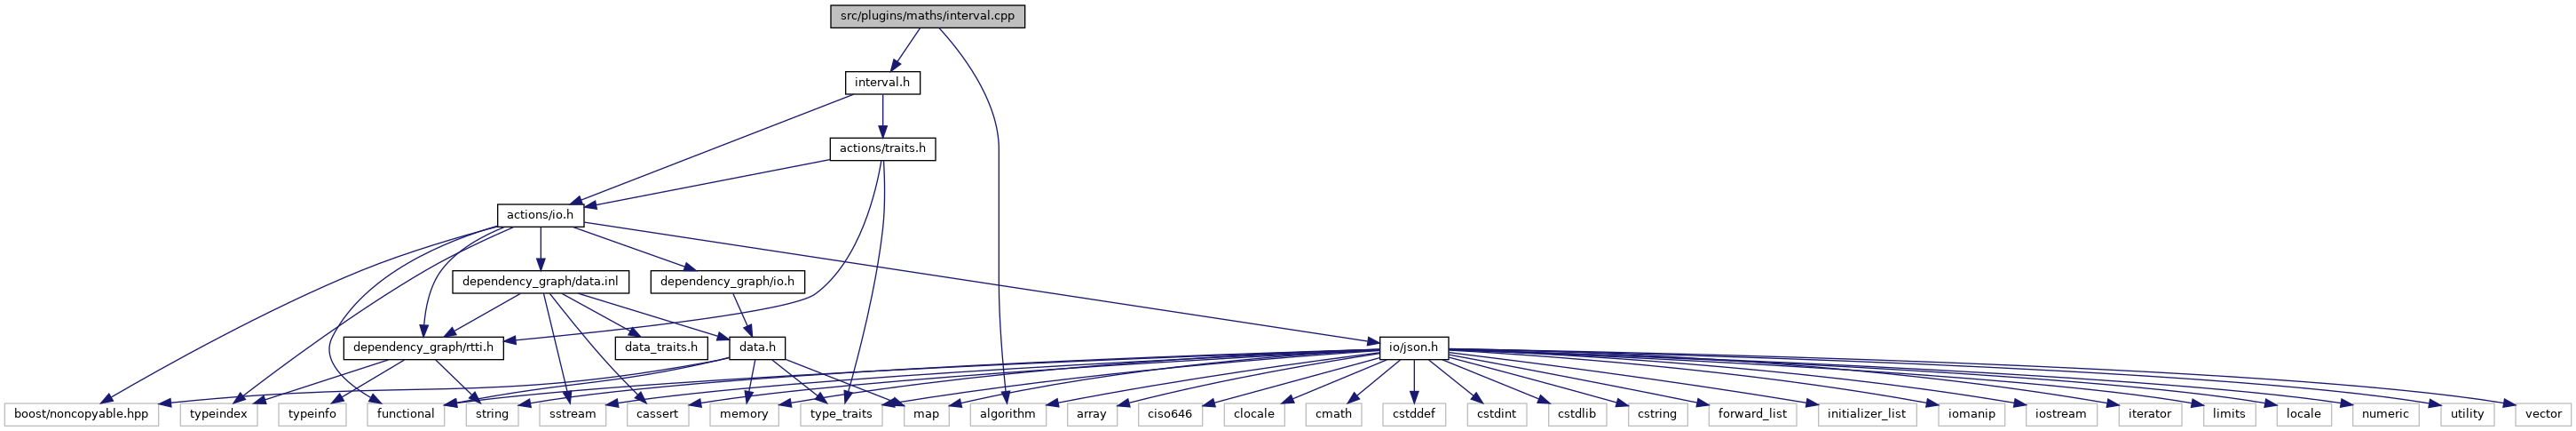 src/plugins/maths/interval.cpp
interval.h
actions/traits.h
actions/io.h
dependency_graph/data.inl
dependency_graph/io.h
dependency_graph/rtti.h
data_traits.h
data.h
io/json.h
boost/noncopyable.hpp
typeindex
typeinfo
functional
string
sstream
cassert
memory
type_traits
map
algorithm
array
ciso646
clocale
cmath
cstddef
cstdint
cstdlib
cstring
forward_list
initializer_list
iomanip
iostream
iterator
limits
locale
numeric
utility
vector